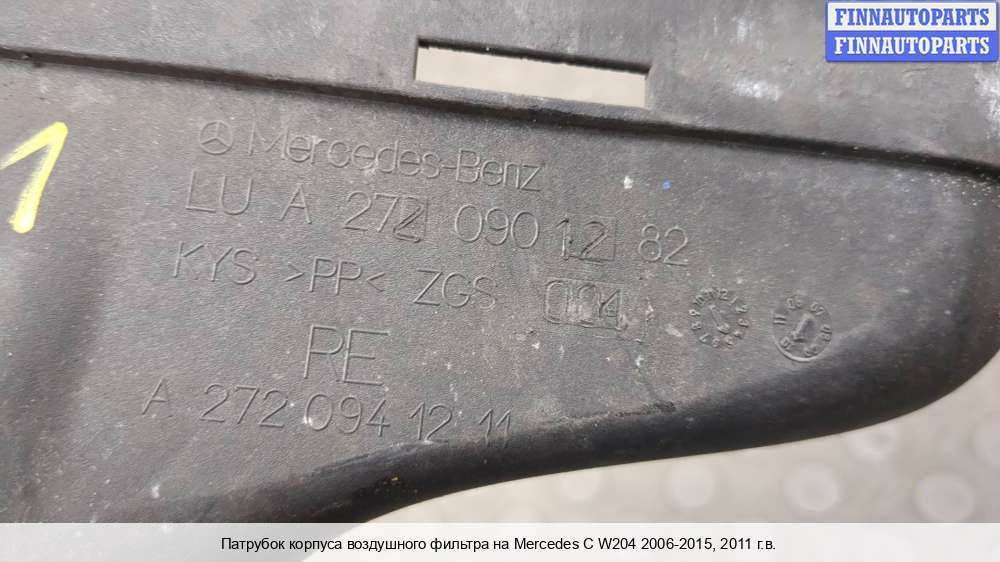 FINNAUTOPARTS
FINNAUTOPARTS
1
Mercedes-Benz
LU A 272 090 12 82
KYS >PP< ZGS 004
RE
A 272 094 12 11
Патрубок корпуса воздушного фильтра на Mercedes C W204 2006-2015, 2011 г.в.